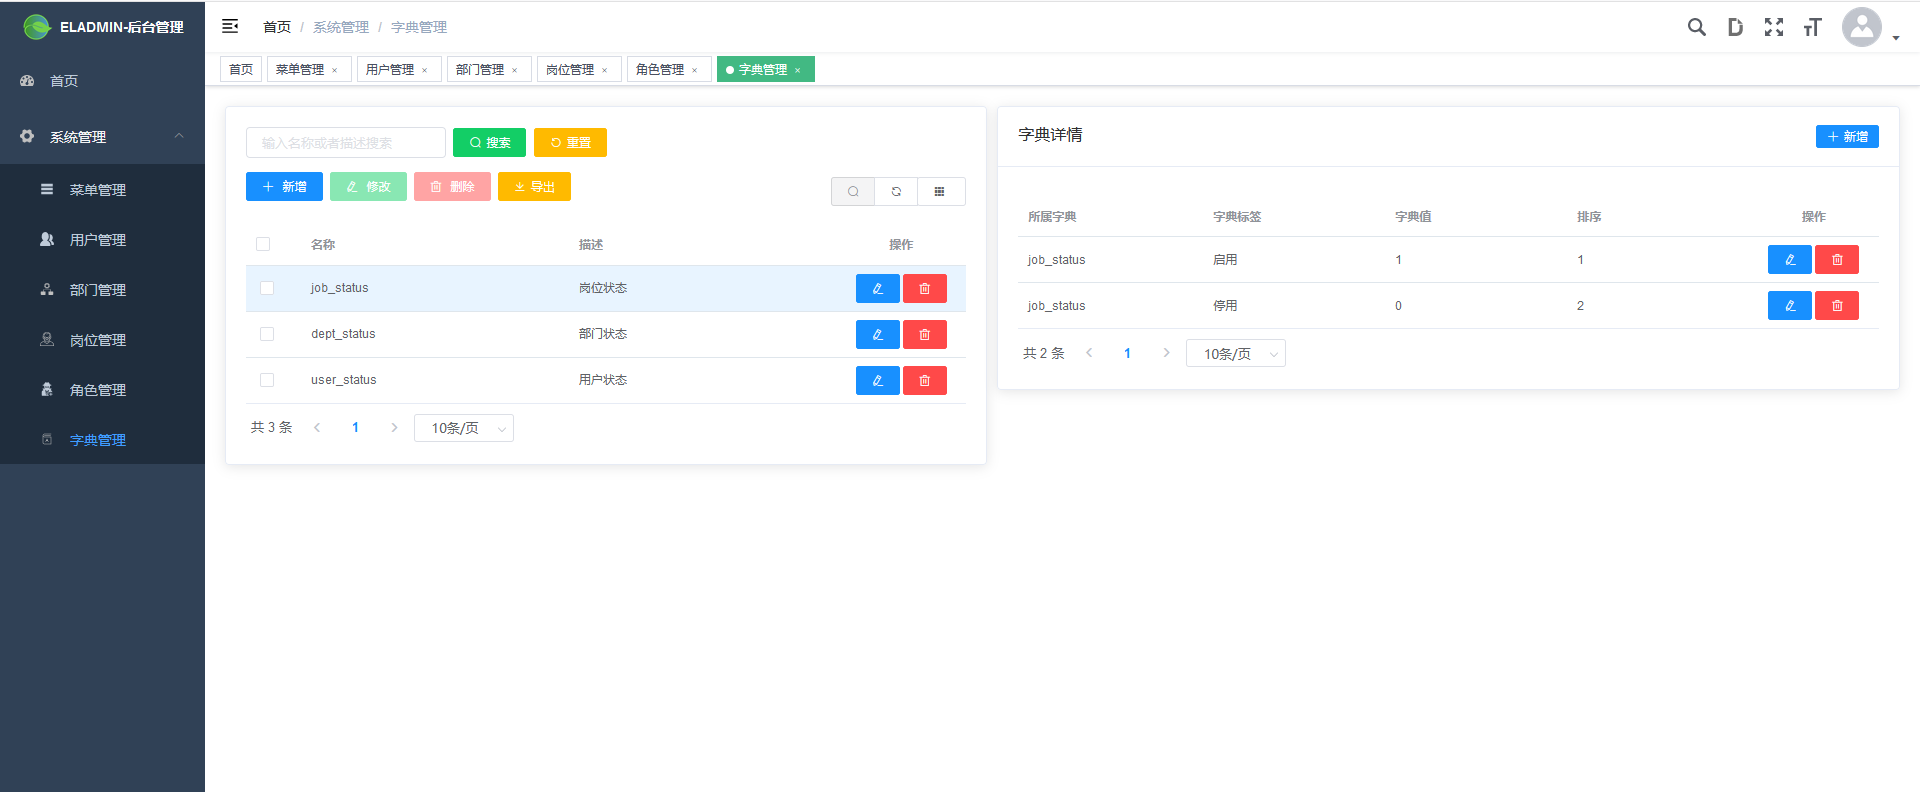 ELADMIN-后台管理
首页
系统管理
菜单管理
用户管理
部门管理
岗位管理
角色管理
字典管理
首页 / 系统管理 / 字典管理
首页 菜单管理 × 用户管理 × 部门管理 × 岗位管理 × 角色管理 × 字典管理 ×
输入名称或者描述搜索 搜索 重置
新增 修改 删除 导出
名称 描述 操作
job_status 岗位状态
dept_status 部门状态
user_status 用户状态
共 3 条 1 10条/页
字典详情 新增
所属字典 字典标签 字典值 排序 操作
job_status 启用 1 1
job_status 停用 0 2
共 2 条 1 10条/页